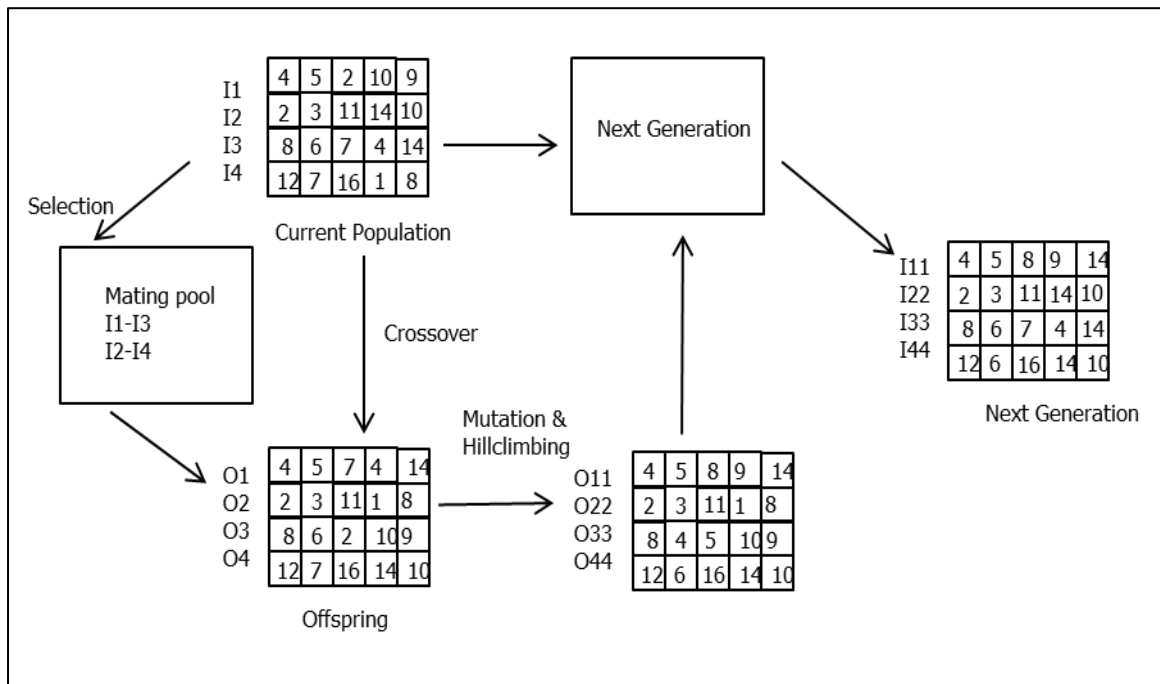 I1
I2
I3
I4
4 5 2 10 9
2 3 11 14 10
8 6 7 4 14
12 7 16 1 8
Current Population
Next Generation
Selection
Mating pool
I1-I3
I2-I4
Crossover
I11
I22
I33
I44
4 5 8 9 14
2 3 11 14 10
8 6 7 4 14
12 6 16 14 10
Next Generation
O1
O2
O3
O4
4 5 7 4 14
2 3 11 1 8
8 6 2 10 9
12 7 16 14 10
Offspring
Mutation &
Hillclimbing
O11
O22
O33
O44
4 5 8 9 14
2 3 11 1 8
8 4 5 10 9
12 6 16 14 10